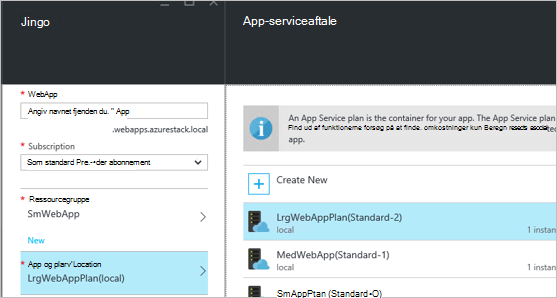 Jingo
App-serviceaftale
* WebApp
Angiv navnet fjenden du. " App
.webapps.azurestack.local
* Subscription
Som standard Pre.-•der abonnement
* Ressourcegruppe
SmWebApp
New
* App og plarv'Location
LrgWebAppPlan(local)
An App Service plan is the container for your app. The App Service plan
Find ud ef funktionerne forsøg på at finde. omkostninger kun Beregn
app.
Create New
LrgWebAppPlan(Standard-2)
local
1 instan
MedWebApp(Standard-1)
local
1 instan
SmAppPtan (Standard•O)